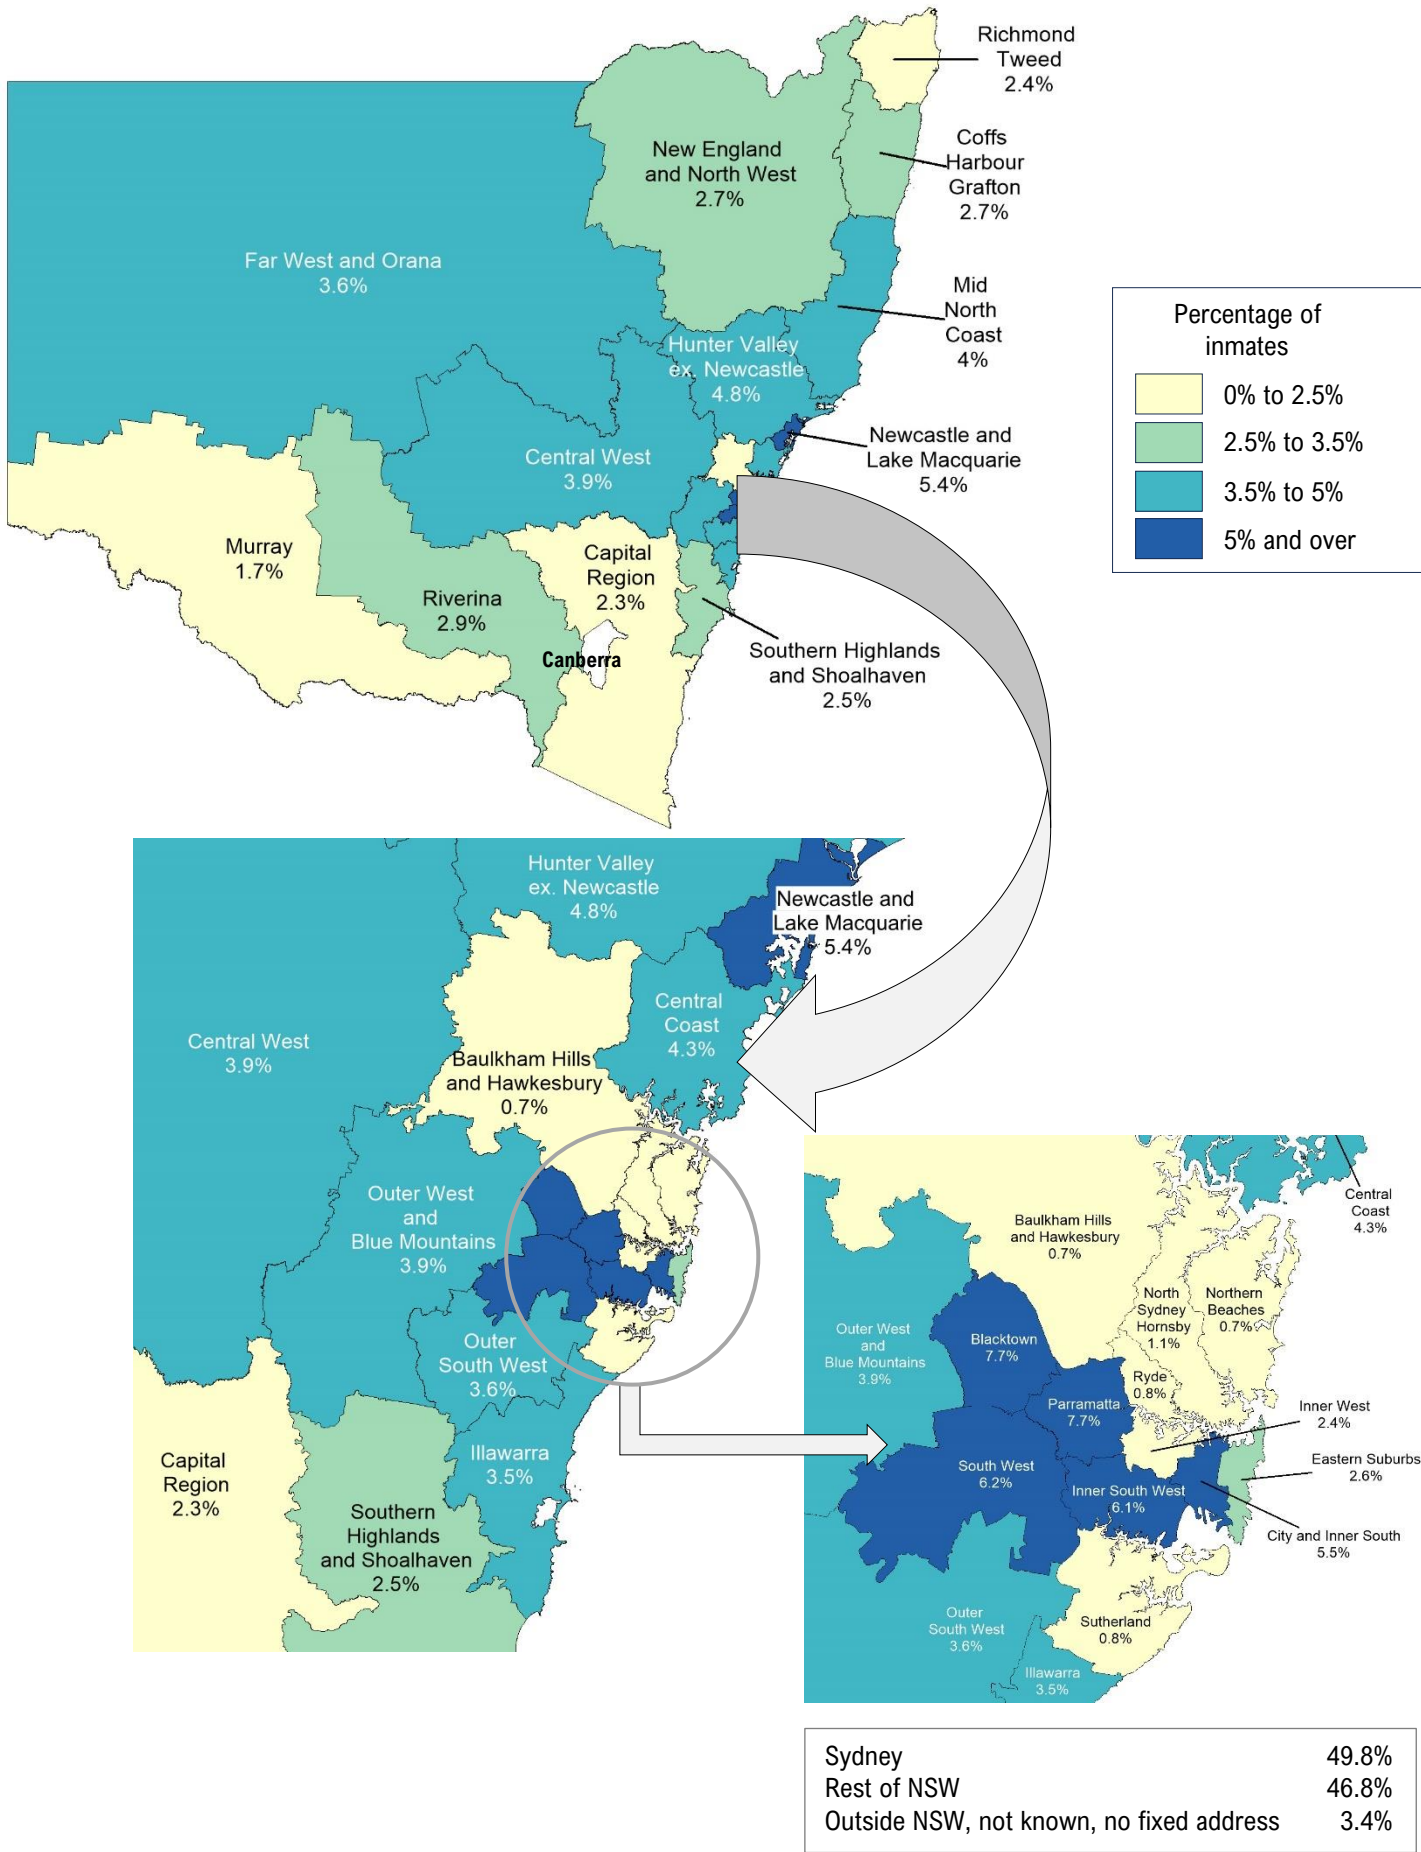 Richmond
Tweed
2.4%
New England
and North West
2.7%
Coffs
Harbour
Grafton
2.7%
Far West and Orana
3.6%
Mid
North
Coast
4%
Hunter Valley
ex. Newcastle
4.8%
Newcastle and
Lake Macquarie
5.4%
Central West
3.9%
Murray
1.7%
Riverina
2.9%
Capital
Region
2.3%
Canberra
Southern Highlands
and Shoalhaven
2.5%
Percentage of
inmates
0% to 2.5%
2.5% to 3.5%
3.5% to 5%
5% and over
Hunter Valley
ex. Newcastle
4.8%
Newcastle and
Lake Macquarie
5.4%
Central
Coast
4.3%
Central West
3.9%
Baulkham Hills
and Hawkesbury
0.7%
Outer West
and
Blue Mountains
3.9%
Outer
South West
3.6%
Illawarra
3.5%
Capital
Region
2.3%
Southern
Highlands
and Shoalhaven
2.5%
Central
Coast
4.3%
Baulkham Hills
and Hawkesbury
0.7%
North
Sydney
Hornsby
1.1%
Northern
Beaches
0.7%
Outer West
and
Blue Mountains
3.9%
Blacktown
7.7%
Ryde
0.8%
Parramatta
7.7%
Inner West
2.4%
Eastern Suburbs
2.6%
South West
6.2%
Inner South West
6.1%
City and Inner South
5.5%
Outer
South West
3.6%
Sutherland
0.8%
Illawarra
3.5%
Sydney 49.8%
Rest of NSW 46.8%
Outside NSW, not known, no fixed address 3.4%